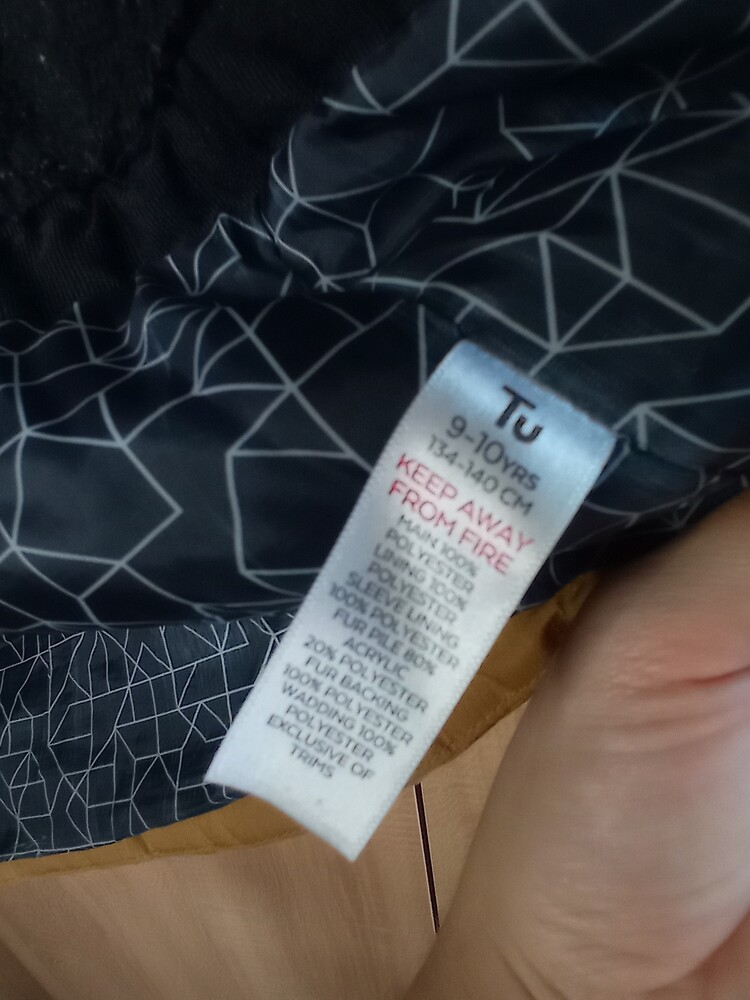 Tu
9-10YRS
134-140 CM
KEEP AWAY
FROM FIRE
MAIN 100%
POLYESTER
LINING 100%
POLYESTER
SLEEVE LINING
100% POLYESTER
FUR PILE 80%
ACRYLIC
20% POLYESTER
FUR BACKING
100% POLYESTER
WADDING 100%
POLYESTER
EXCLUSIVE OF
TRIMS